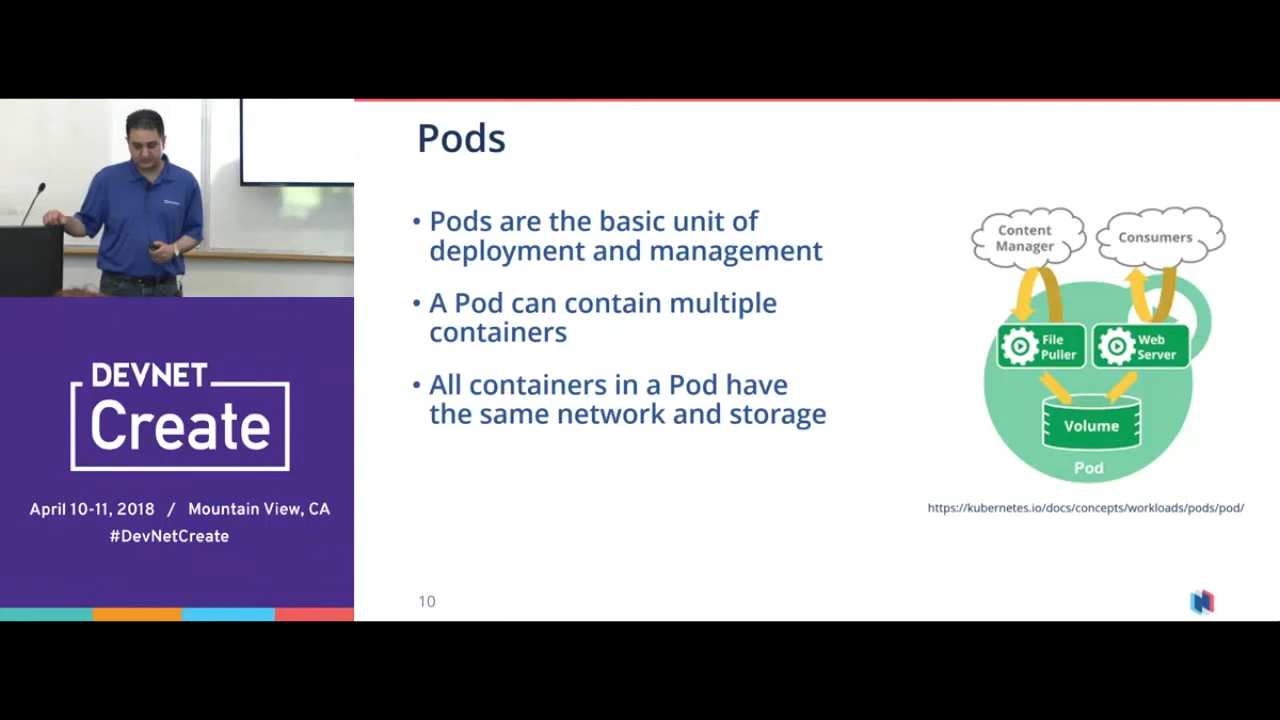 DEVNET
Create
April 10-11, 2018 / Mountain View, CA
#DevNetCreate
Pods
• Pods are the basic unit of
deployment and management
• A Pod can contain multiple
containers
• All containers in a Pod have
the same network and storage
Content
Manager
Consumers
File
Puller
Web
Server
Volume
Pod
https://kubernetes.io/docs/concepts/workloads/pods/pod/
10